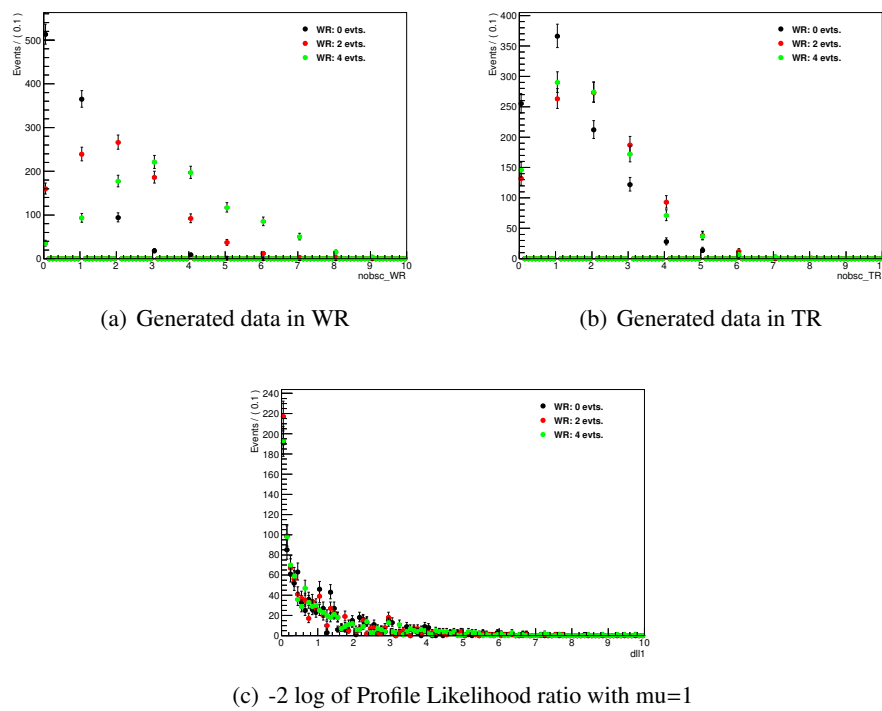 Events / ( 0.1 )
500
400
300
200
100
0
0 1 2 3 4 5 6 7 8 9 10
nobsc_WR
WR: 0 evts.
WR: 2 evts.
WR: 4 evts.
(a) Generated data in WR
Events / ( 0.1 )
400
350
300
250
200
150
100
50
0
0 1 2 3 4 5 6 7 8 9 10
nobsc_TR
WR: 0 evts.
WR: 2 evts.
WR: 4 evts.
(b) Generated data in TR
Events / ( 0.1 )
240
220
200
180
160
140
120
100
80
60
40
20
0
0 1 2 3 4 5 6 7 8 9 10
dll1
WR: 0 evts.
WR: 2 evts.
WR: 4 evts.
(c) -2 log of Profile Likelihood ratio with mu=1